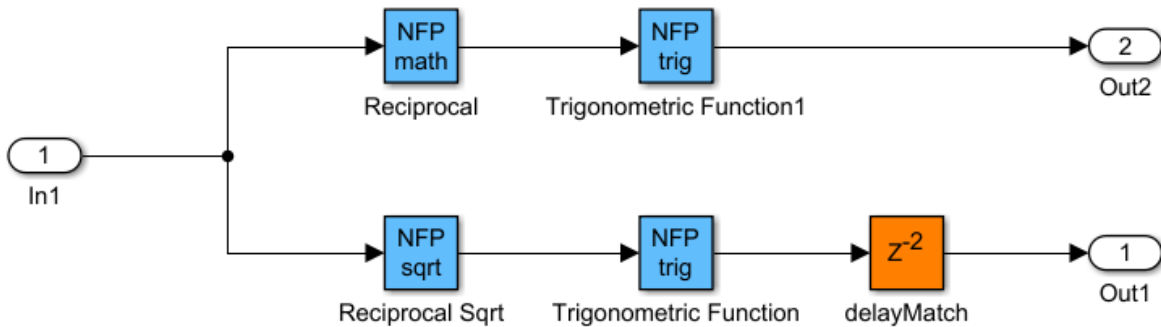 NFP
math
Reciprocal
NFP
trig
Trigonometric Function1
2
Out2
1
In1
NFP
sqrt
Reciprocal Sqrt
NFP
trig
Trigonometric Function
Z-2
delayMatch
1
Out1